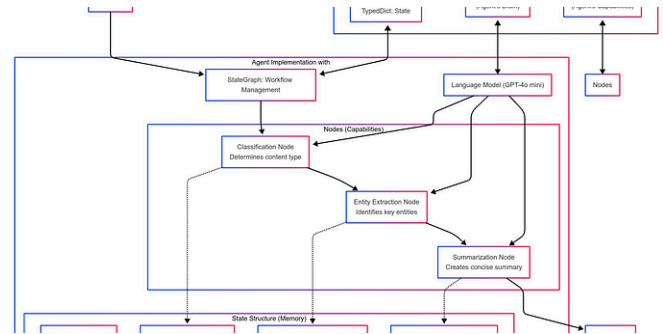 TypedDict: State
Agent Implementation with
StateGraph: Workflow
Management
Language Model (GPT-4o mini)
Nodes
Nodes (Capabilities)
Classification Node
Determines content type
Entity Extraction Node
Identifies key entities
Summarization Node
Creates concise summary
State Structure (Memory)